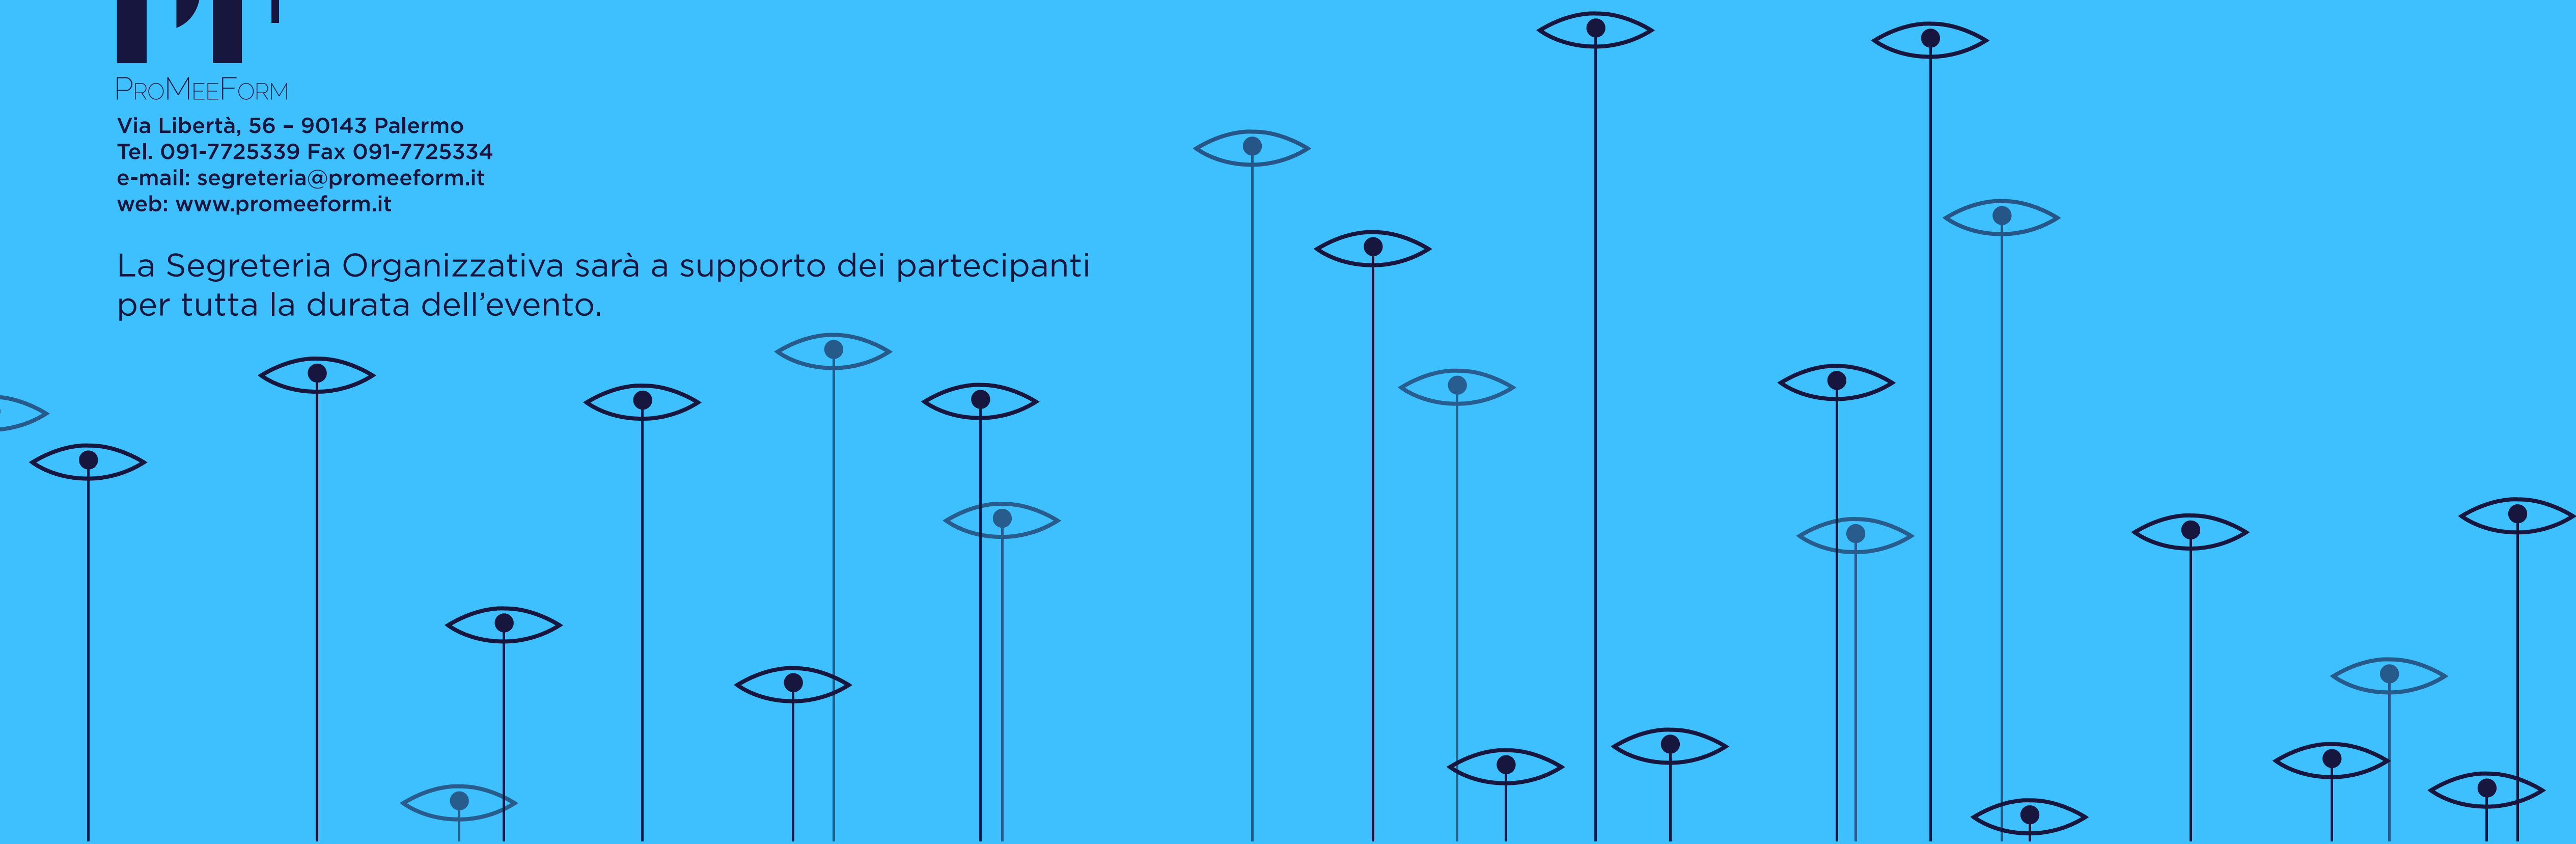 PROMEEFORM
Via Libertà, 56 – 90143 Palermo
Tel. 091-7725339 Fax 091-7725334
e-mail: segreteria@promeeform.it
web: www.promeeform.it
La Segreteria Organizzativa sarà a supporto dei partecipanti
per tutta la durata dell’evento.